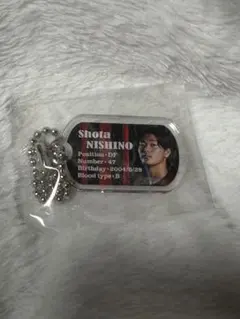 Shota
NISHINO
Position・DF
Number・47
Birthday・2004/5/28
Blood type・B